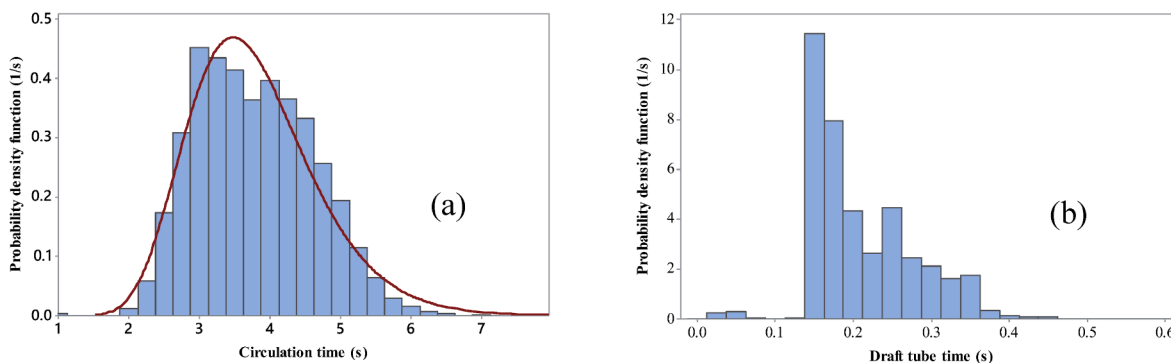 Probability density function (1/s)
0.5
0.4
0.3
0.2
0.1
0.0
1 2 3 4 5 6 7
Circulation time (s)
(a)
Probability density function (1/s)
12
10
8
6
4
2
0
0.0 0.1 0.2 0.3 0.4 0.5 0.6
Draft tube time (s)
(b)